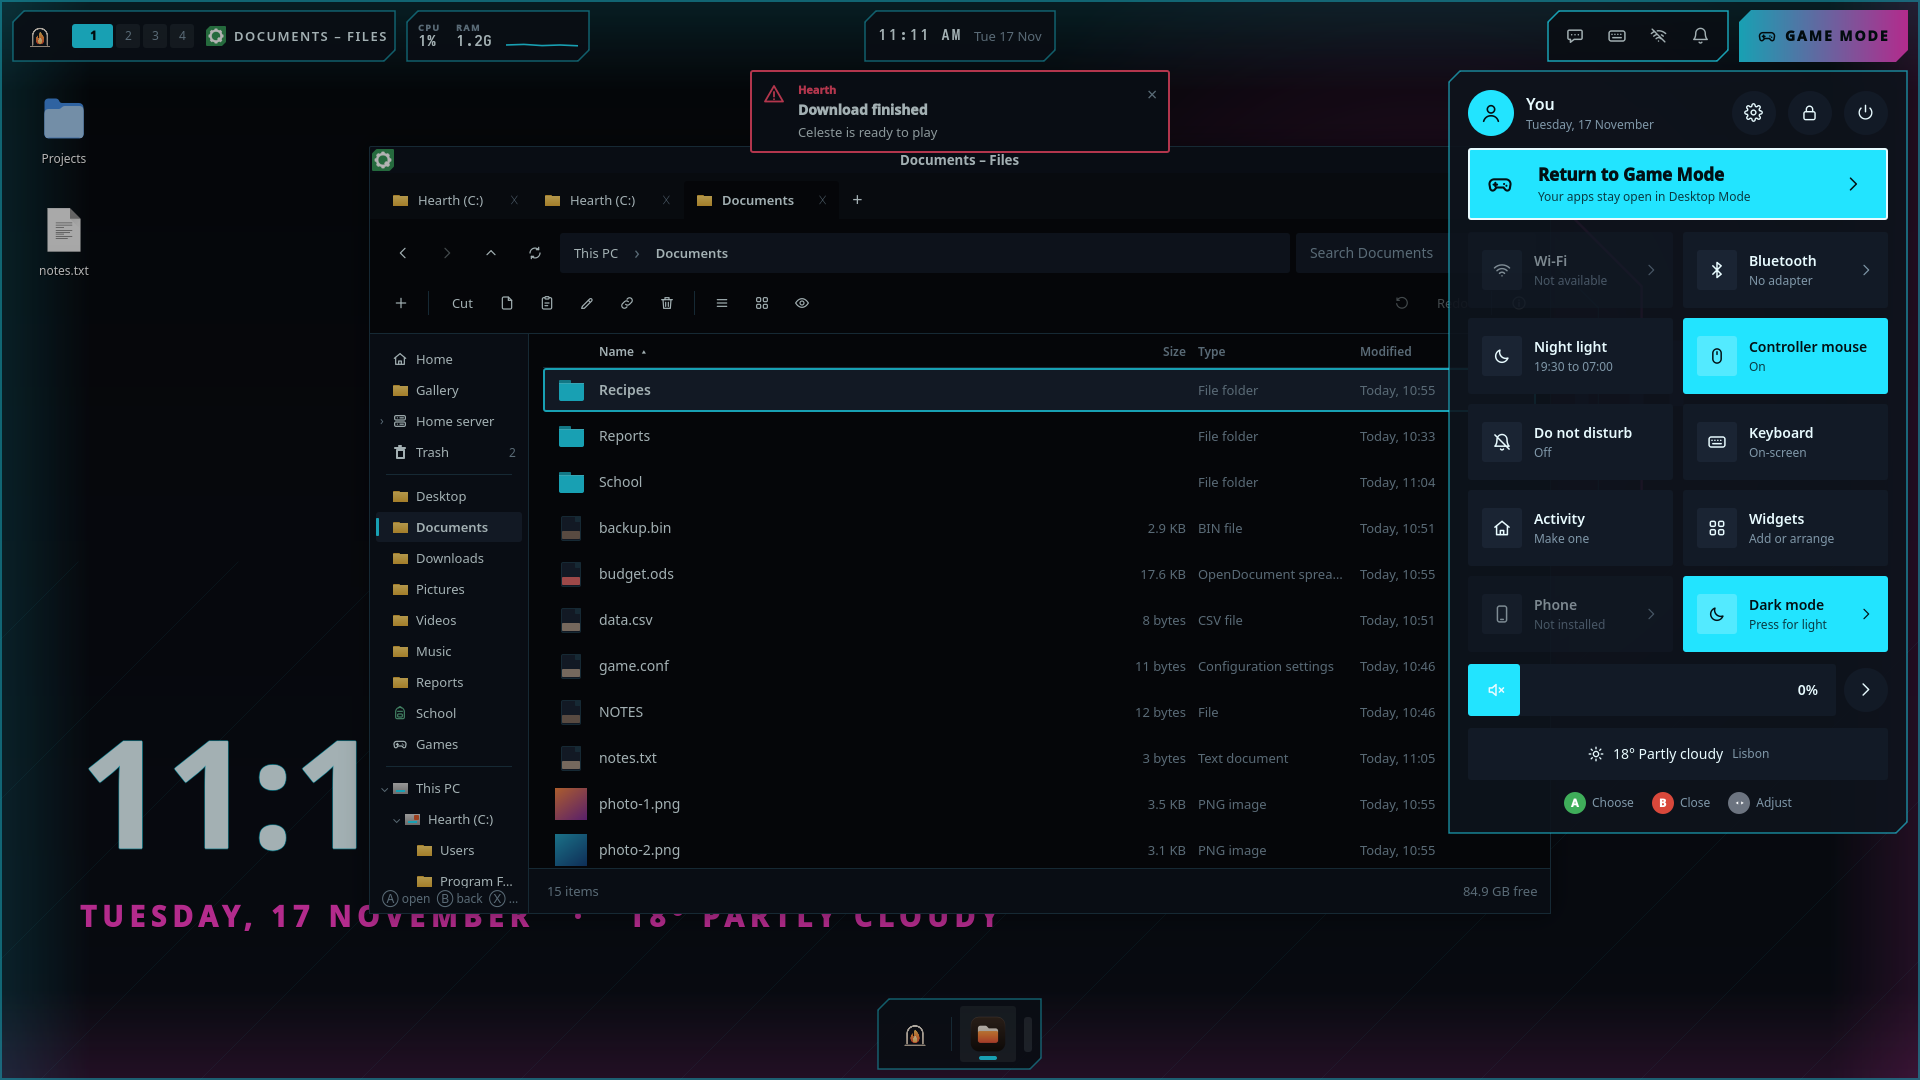 1 2 3 4 DOCUMENTS – FILES
CPU 1% RAM 1.2G
11:11 AM Tue 17 Nov
GAME MODE
Projects
notes.txt
Hearth
Download finished
Celeste is ready to play
Documents – Files
Hearth (C:) X Hearth (C:) X Documents X +
This PC › Documents
Search Documents
Cut
Name Size Type Modified
Recipes File folder Today, 10:55
Reports File folder Today, 10:33
School File folder Today, 11:04
backup.bin 2.9 KB BIN file Today, 10:51
budget.ods 17.6 KB OpenDocument sprea... Today, 10:55
data.csv 8 bytes CSV file Today, 10:51
game.conf 11 bytes Configuration settings Today, 10:46
NOTES 12 bytes File Today, 10:46
notes.txt 3 bytes Text document Today, 11:05
photo-1.png 3.5 KB PNG image Today, 10:55
photo-2.png 3.1 KB PNG image Today, 10:55
15 items 84.9 GB free
Home
Gallery
Home server
Trash 2
Desktop
Documents
Downloads
Pictures
Videos
Music
Reports
School
Games
This PC
Hearth (C:)
Users
Program F...
A open B back X ...
11:1
TUESDAY, 17 NOVEMBER · 18° PARTLY CLOUDY
You
Tuesday, 17 November
Return to Game Mode
Your apps stay open in Desktop Mode
Wi-Fi
Not available
Bluetooth
No adapter
Night light
19:30 to 07:00
Controller mouse
On
Do not disturb
Off
Keyboard
On-screen
Activity
Make one
Widgets
Add or arrange
Phone
Not installed
Dark mode
Press for light
0%
18° Partly cloudy Lisbon
A Choose B Close Adjust